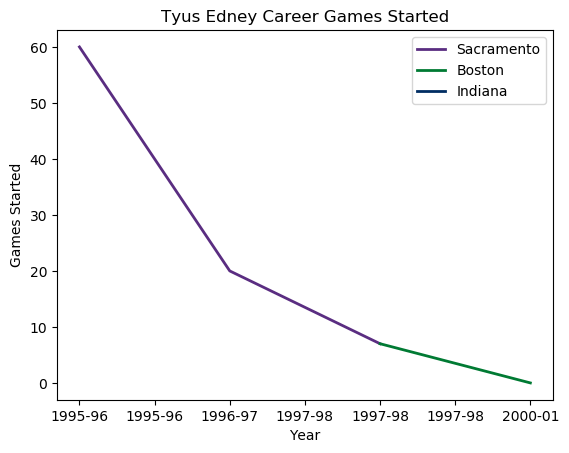 Tyus Edney Career Games Started
Sacramento
Boston
Indiana
60
50
40
30
20
10
0
Games Started
1995-96 1995-96 1996-97 1997-98 1997-98 1997-98 2000-01
Year